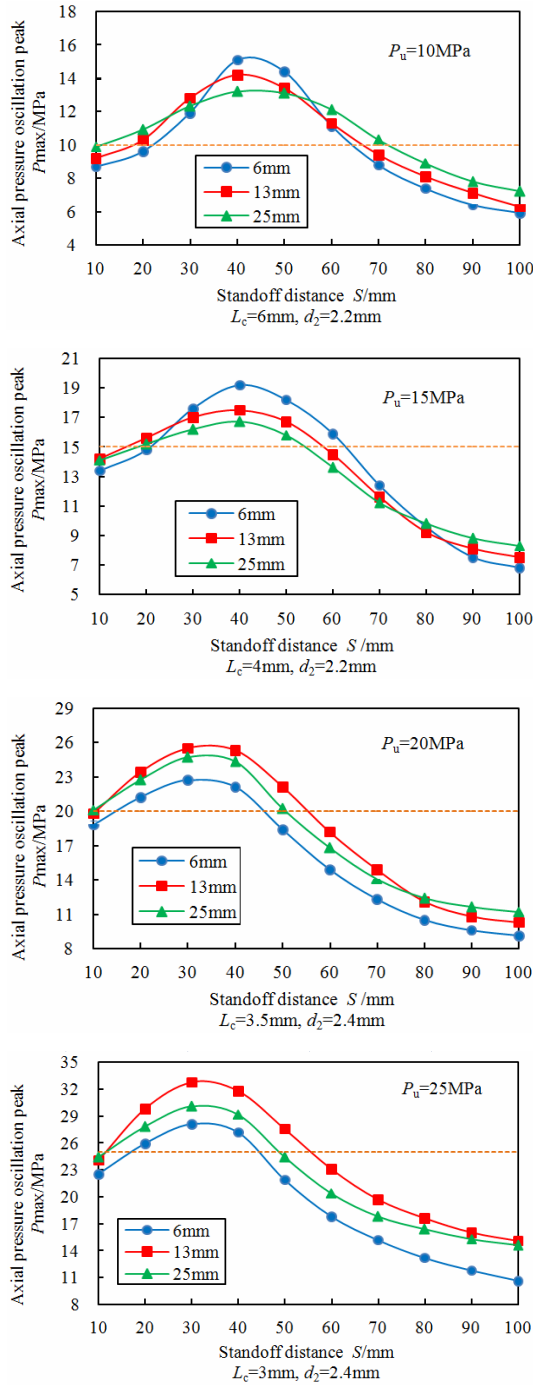 Axial pressure oscillation peak
Pmax/MPa
18
16
14
12
10
8
6
4
Pu=10MPa
6mm
13mm
25mm
10 20 30 40 50 60 70 80 90 100
Standoff distance S/mm
Lc=6mm, d2=2.2mm
Axial pressure oscillation peak
Pmax/MPa
21
19
17
15
13
11
9
7
5
Pu=15MPa
6mm
13mm
25mm
10 20 30 40 50 60 70 80 90 100
Standoff distance S/mm
Lc=4mm, d2=2.2mm
Axial pressure oscillation peak
Pmax/MPa
29
26
23
20
17
14
11
8
Pu=20MPa
6mm
13mm
25mm
10 20 30 40 50 60 70 80 90 100
Standoff distance S /mm
Lc=3.5mm, d2=2.4mm
Axial pressure oscillation peak
Pmax/MPa
35
32
29
26
23
20
17
14
11
8
Pu=25MPa
6mm
13mm
25mm
10 20 30 40 50 60 70 80 90 100
Standoff distance S/mm
Lc=3mm, d2=2.4mm